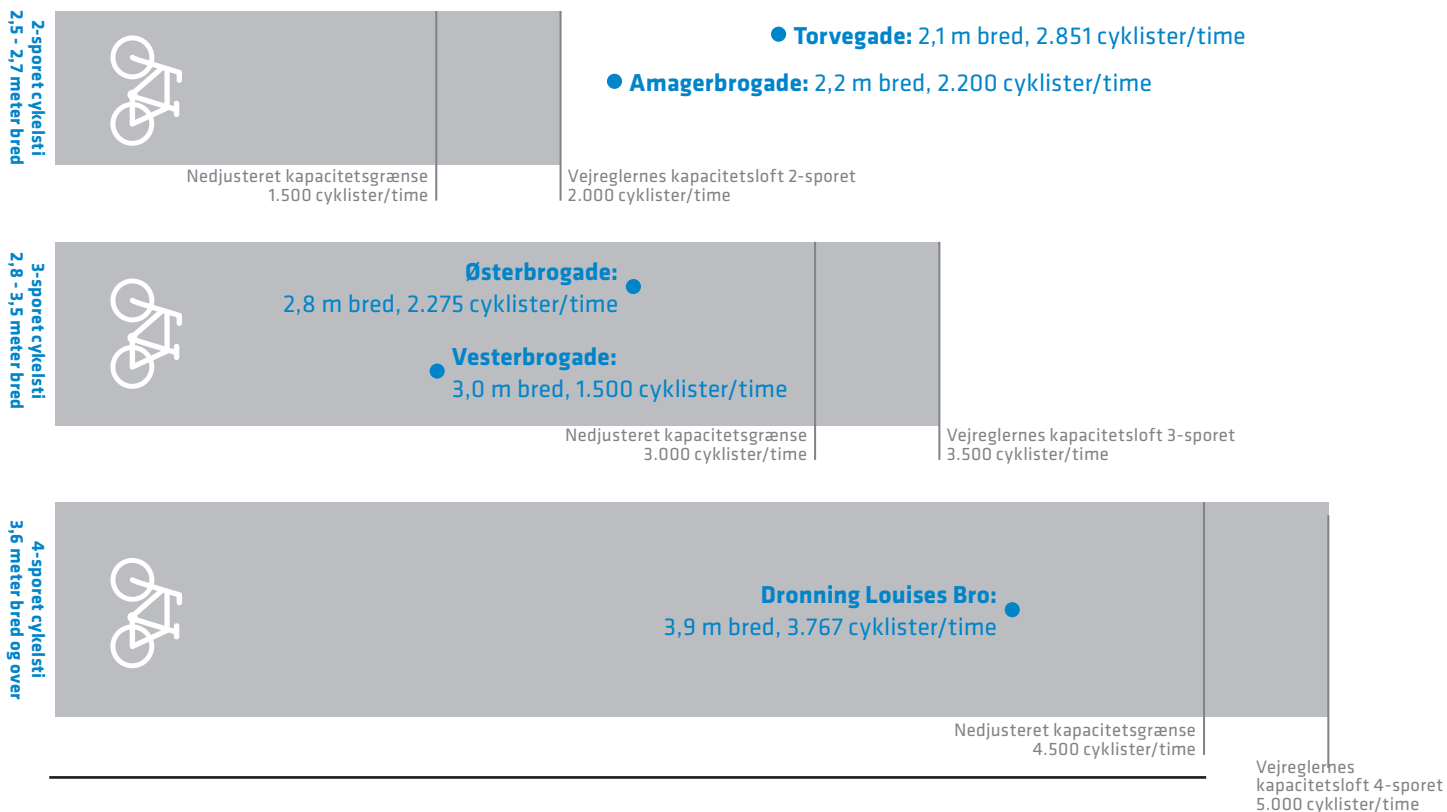 2-sporet cykelsti
2,5 - 2,7 meter bred
Torvegade: 2,1 m bred, 2.851 cyklister/time
Amagerbrogade: 2,2 m bred, 2.200 cyklister/time
Nedjusteret kapacitetsgrænse
1.500 cyklister/time
Vejreglernes kapacitetsloft 2-sporet
2.000 cyklister/time
3-sporet cykelsti
2,8 - 3,5 meter bred
Østerbrogade:
2,8 m bred, 2.275 cyklister/time
Vesterbrogade:
3,0 m bred, 1.500 cyklister/time
Nedjusteret kapacitetsgrænse
3.000 cyklister/time
Vejreglernes kapacitetsloft 3-sporet
3.500 cyklister/time
4-sporet cykelsti
3,6 meter bred og over
Dronning Louises Bro:
3,9 m bred, 3.767 cyklister/time
Nedjusteret kapacitetsgrænse
4.500 cyklister/time
Vejreglernes
kapacitetsloft 4-sporet
5.000 cyklister/time